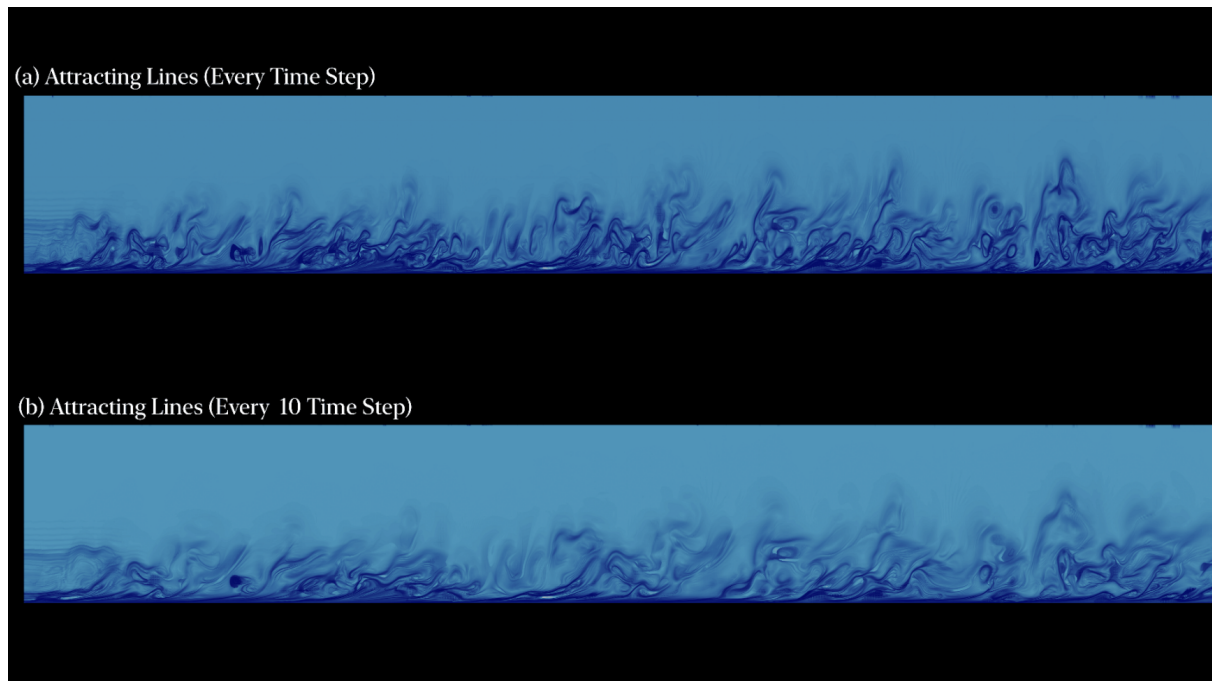 (a) Attracting Lines (Every Time Step)
(b) Attracting Lines (Every 10 Time Step)